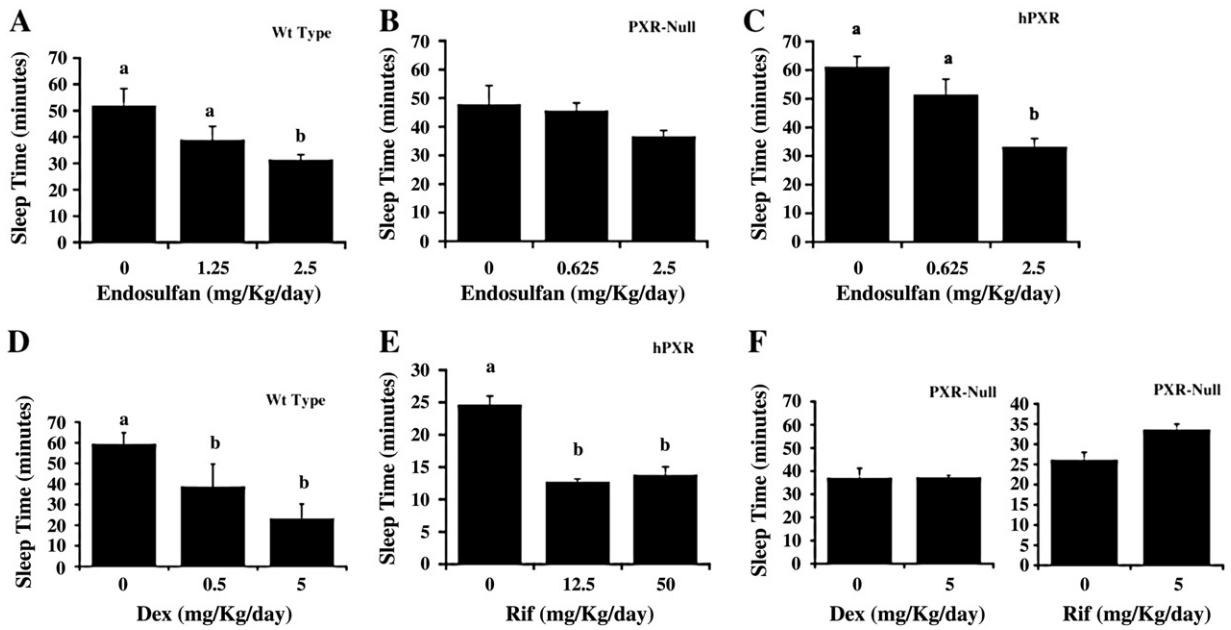 A
Wt Type
Sleep Time (minutes)
70
60
50
40
30
20
10
0
a
a
b
0 1.25 2.5
Endosulfan (mg/Kg/day)
B
PXR-Null
Sleep Time (minutes)
70
60
50
40
30
20
10
0
0 0.625 2.5
Endosulfan (mg/Kg/day)
C
hPXR
Sleep Time (minutes)
70
60
50
40
30
20
10
0
a
a
b
0 0.625 2.5
Endosulfan (mg/Kg/day)
D
Wt Type
Sleep Time (minutes)
70
60
50
40
30
20
10
0
a
b
b
0 0.5 5
Dex (mg/Kg/day)
E
hPXR
Sleep Time (minutes)
30
25
20
15
10
5
0
a
b
b
0 12.5 50
Rif (mg/Kg/day)
F
PXR-Null
Sleep Time (minutes)
70
60
50
40
30
20
10
0
0 5
Dex (mg/Kg/day)
PXR-Null
40
35
30
25
20
15
10
5
0
0 5
Rif (mg/Kg/day)